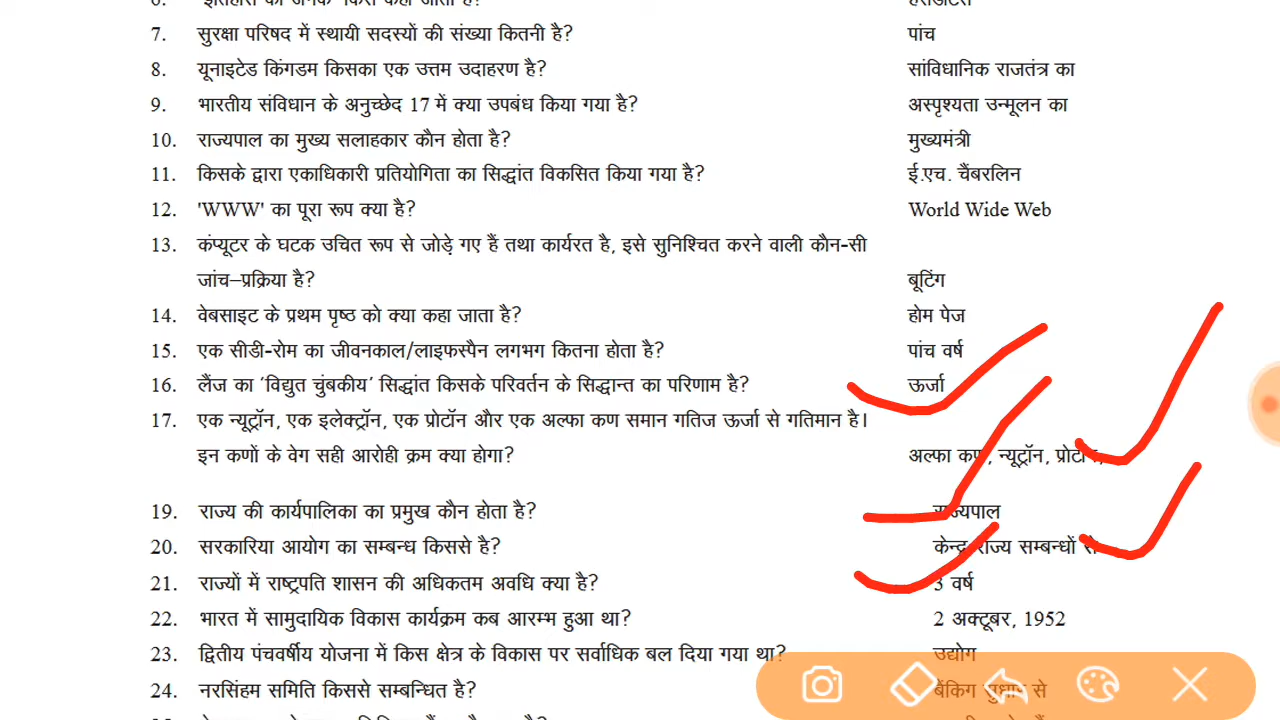 6. 'इतिहास का जनक' किसे कहा जाता है? हेरोडोटस
7. सुरक्षा परिषद में स्थायी सदस्यों की संख्या कितनी है? पांच
8. यूनाइटेड किंगडम किसका एक उत्तम उदाहरण है? सांविधानिक राजतंत्र का
9. भारतीय संविधान के अनुच्छेद 17 में क्या उपबंध किया गया है? अस्पृश्यता उन्मूलन का
10. राज्यपाल का मुख्य सलाहकार कौन होता है? मुख्यमंत्री
11. किसके द्वारा एकाधिकारी प्रतियोगिता का सिद्धांत विकसित किया गया है? ई.एच. चैंबरलिन
12. 'WWW' का पूरा रूप क्या है? World Wide Web
13. कंप्यूटर के घटक उचित रूप से जोड़े गए हैं तथा कार्यरत है, इसे सुनिश्चित करने वाली कौन-सी
जांच–प्रक्रिया है? बूटिंग
14. वेबसाइट के प्रथम पृष्ठ को क्या कहा जाता है? होम पेज
15. एक सीडी-रोम का जीवनकाल/लाइफस्पैन लगभग कितना होता है? पांच वर्ष
16. लैंज का 'विद्युत चुंबकीय' सिद्धांत किसके परिवर्तन के सिद्धान्त का परिणाम है? ऊर्जा
17. एक न्यूट्रॉन, एक इलेक्ट्रॉन, एक प्रोटॉन और एक अल्फा कण समान गतिज ऊर्जा से गतिमान है।
इन कणों के वेग सही आरोही क्रम क्या होगा? अल्फा कण, न्यूट्रॉन, प्रोटॉन,
19. राज्य की कार्यपालिका का प्रमुख कौन होता है? राज्यपाल
20. सरकारिया आयोग का सम्बन्ध किससे है? केन्द्र राज्य सम्बन्धों से
21. राज्यों में राष्ट्रपति शासन की अधिकतम अवधि क्या है? 3 वर्ष
22. भारत में सामुदायिक विकास कार्यक्रम कब आरम्भ हुआ था? 2 अक्टूबर, 1952
23. द्वितीय पंचवर्षीय योजना में किस क्षेत्र के विकास पर सर्वाधिक बल दिया गया था? उद्योग
24. नरसिंहम समिति किससे सम्बन्धित है? बैंकिग सुधार से